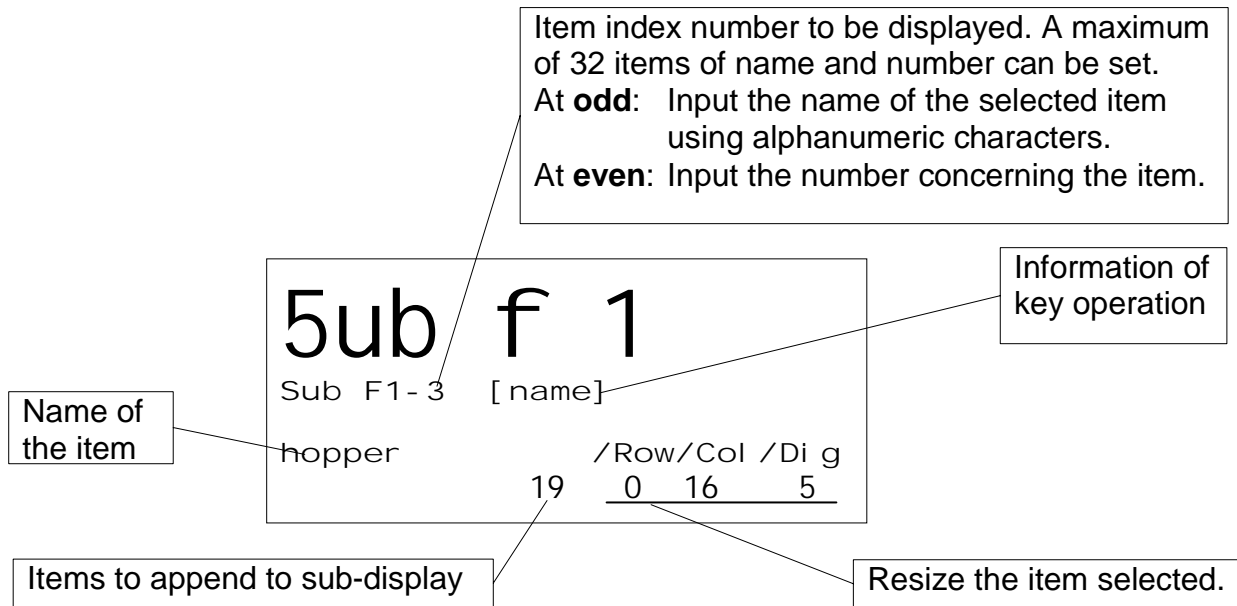 Item index number to be displayed. A maximum
of 32 items of name and number can be set.
At odd: Input the name of the selected item
using alphanumeric characters.
At even: Input the number concerning the item.
Information of
key operation
5ub f 1
Sub F1-3 [name]
Name of
the item
hopper /Row/Col/Dig
19 0 16 5
Items to append to sub-display
Resize the item selected.